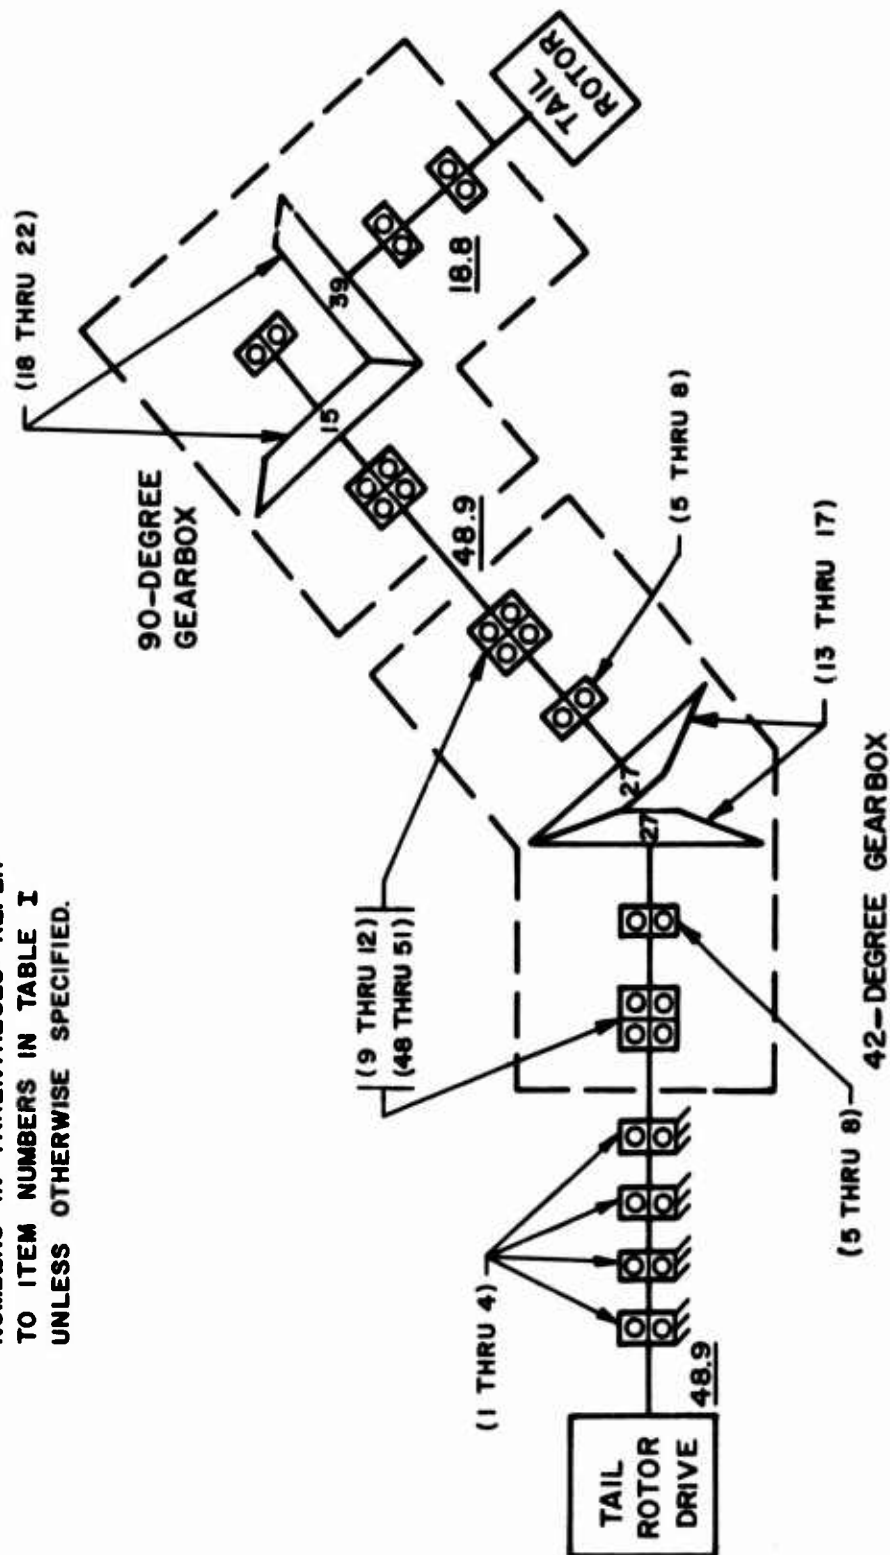 TO ITEM NUMBERS IN TABLE I
UNLESS OTHERWISE SPECIFIED.
(18 THRU 22)
90-DEGREE
GEARBOX
15
39
18.8
TAIL
ROTOR
48.9
(5 THRU 8)
(9 THRU 12)
(48 THRU 51)
27
27
(13 THRU 17)
42-DEGREE GEARBOX
(5 THRU 8)
(1 THRU 4)
48.9
TAIL
ROTOR
DRIVE